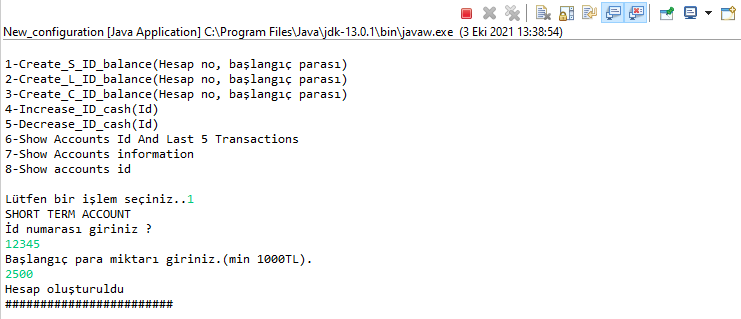 New_configuration [Java Application] C:\Program Files\Java\jdk-13.0.1\bin\javaw.exe (3 Eki 2021 13:38:54)
1-Create_S_ID_balance(Hesap no, başlangıç parası)
2-Create_L_ID_balance(Hesap no, başlangıç parası)
3-Create_C_ID_balance(Hesap no, başlangıç parası)
4-Increase_ID_cash(Id)
5-Decrease_ID_cash(Id)
6-Show Accounts Id And Last 5 Transactions
7-Show Accounts information
8-Show accounts id
Lütfen bir işlem seçiniz..1
SHORT TERM ACCOUNT
İd numarası giriniz ?
12345
Başlangıç para miktarı giriniz.(min 1000TL).
2500
Hesap oluşturuldu
########################